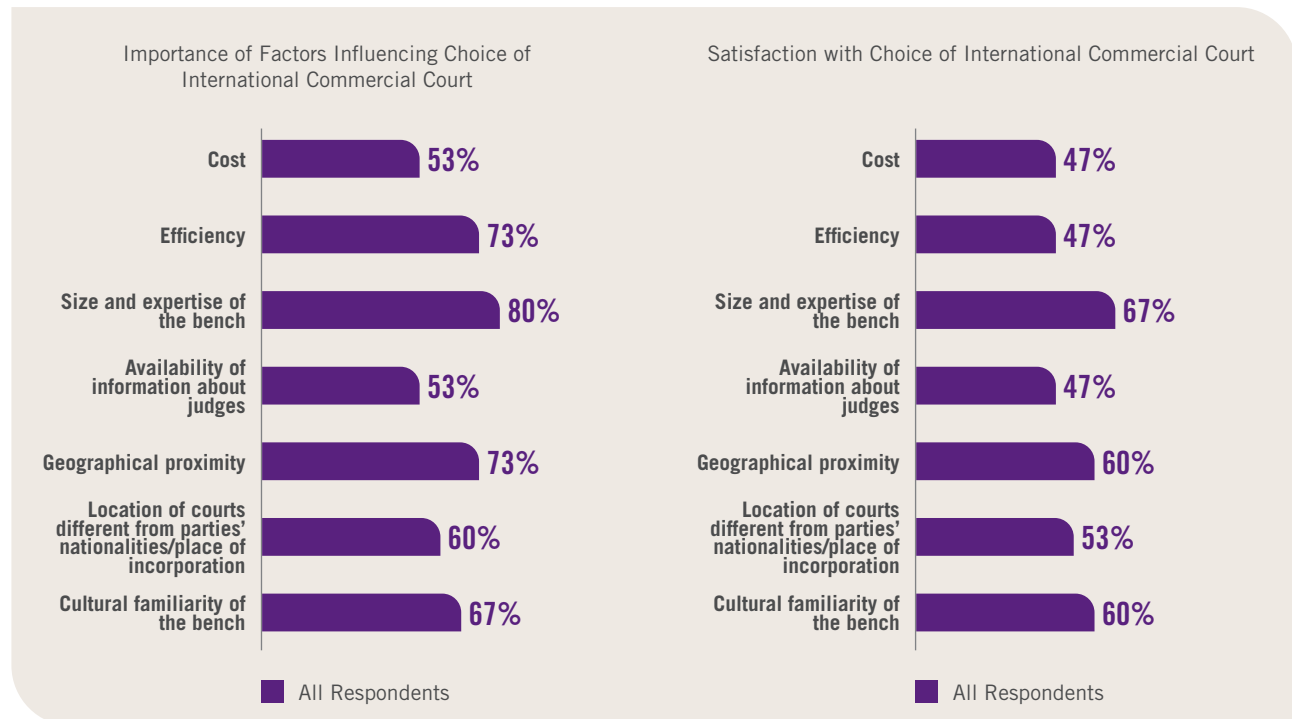 Importance of Factors Influencing Choice of
International Commercial Court
Cost
53%
Efficiency
73%
Size and expertise of
the bench
80%
Availability of
information about
judges
53%
Geographical proximity
73%
Location of courts
different from parties'
nationalities/place of
incorporation
60%
Cultural familiarity of
the bench
67%
All Respondents
Satisfaction with Choice of International Commercial Court
Cost
47%
Efficiency
47%
Size and expertise of
the bench
67%
Availability of
information about
judges
47%
Geographical proximity
60%
Location of courts
different from parties'
nationalities/place of
incorporation
53%
Cultural familiarity of
the bench
60%
All Respondents